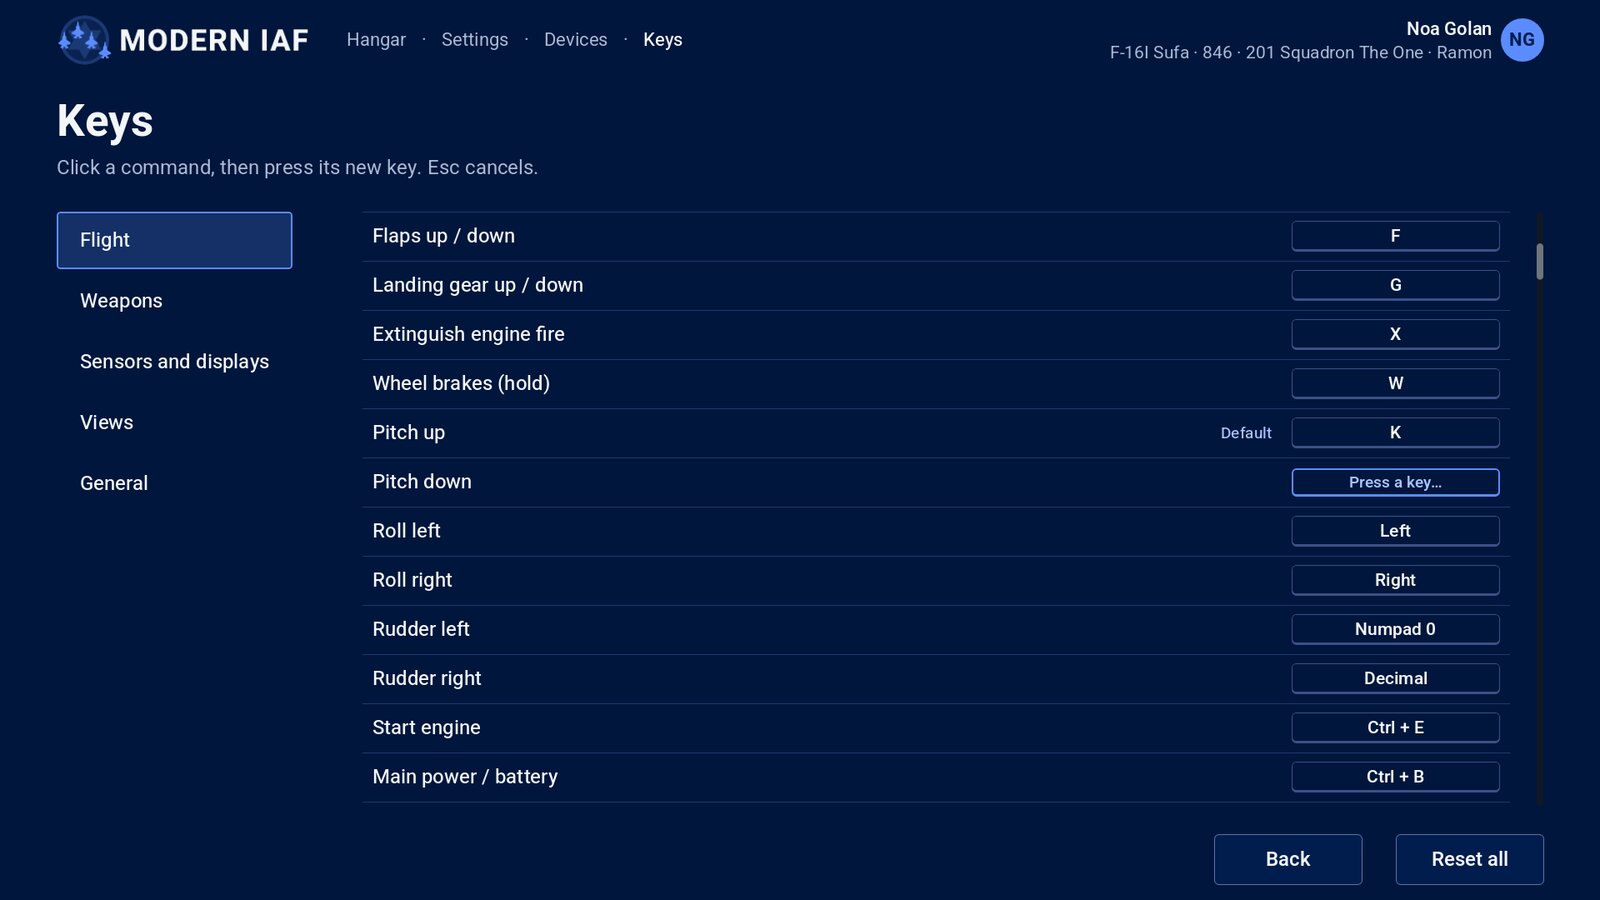 MODERN IAF
Hangar · Settings · Devices · Keys
Noa Golan
F-16I Sufa · 846 · 201 Squadron The One · Ramon
NG
Keys
Click a command, then press its new key. Esc cancels.
Flight
Weapons
Sensors and displays
Views
General
Flaps up / down F
Landing gear up / down G
Extinguish engine fire X
Wheel brakes (hold) W
Pitch up Default K
Pitch down Press a key...
Roll left Left
Roll right Right
Rudder left Numpad 0
Rudder right Decimal
Start engine Ctrl + E
Main power / battery Ctrl + B
Back Reset all